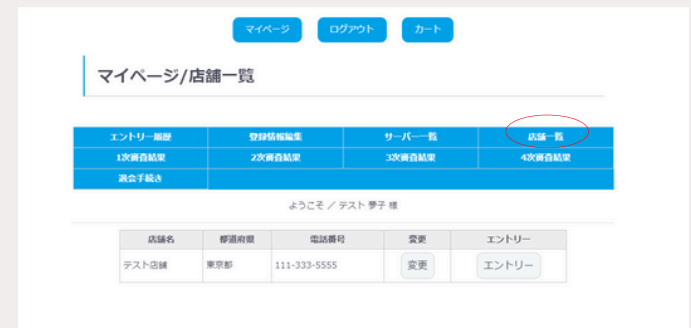 マイページ ログアウト カート
マイページ/店舗一覧
エントリー履歴 登録情報編集 サーバー一覧 店舗一覧
1次審査結果 2次審査結果 3次審査結果 4次審査結果
退会手続き
ようこそ ／ テスト 夢子 様
店舗名 都道府県 電話番号 変更 エントリー
テスト店舗 東京都 111-333-5555 変更 エントリー